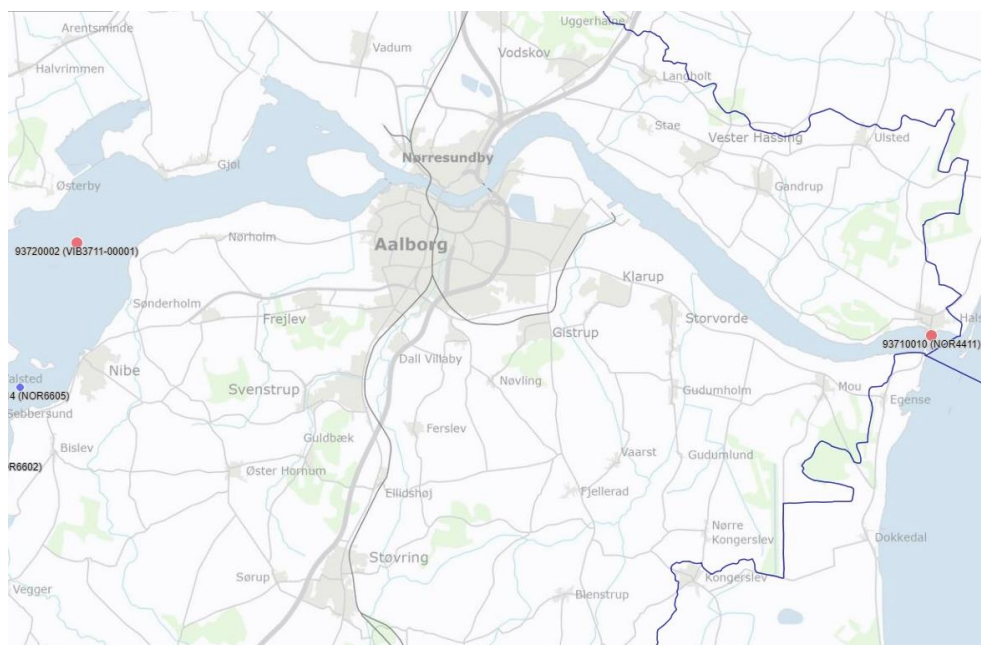 Uggerhalne
Arentsminde
Vadum
Vodskov
Halvrimmen
Langholt
Stae
Vester Hassing
Ulsted
Nørresundby
Gjøl
Østerby
Gandrup
Nørholm
Aalborg
93720002 (VIB3711-00001)
Klarup
Sønderholm
Frejlev
Storvorde
Hals
Gistrup
93710010 (NOR4411)
Dall Villaby
Nibe
Nøvling
Svenstrup
Gudumholm
Mou
4 (NOR6605)
Egense
Sebbersund
Ferslev
Guldbæk
Bislev
Vaarst
Gudumlund
R6602)
Øster Hornum
Ellidshøj
Fjellerad
Nørre
Kongerslev
Dokkedal
Støvring
Sørup
Kongerslev
Vegger
Blenstrup